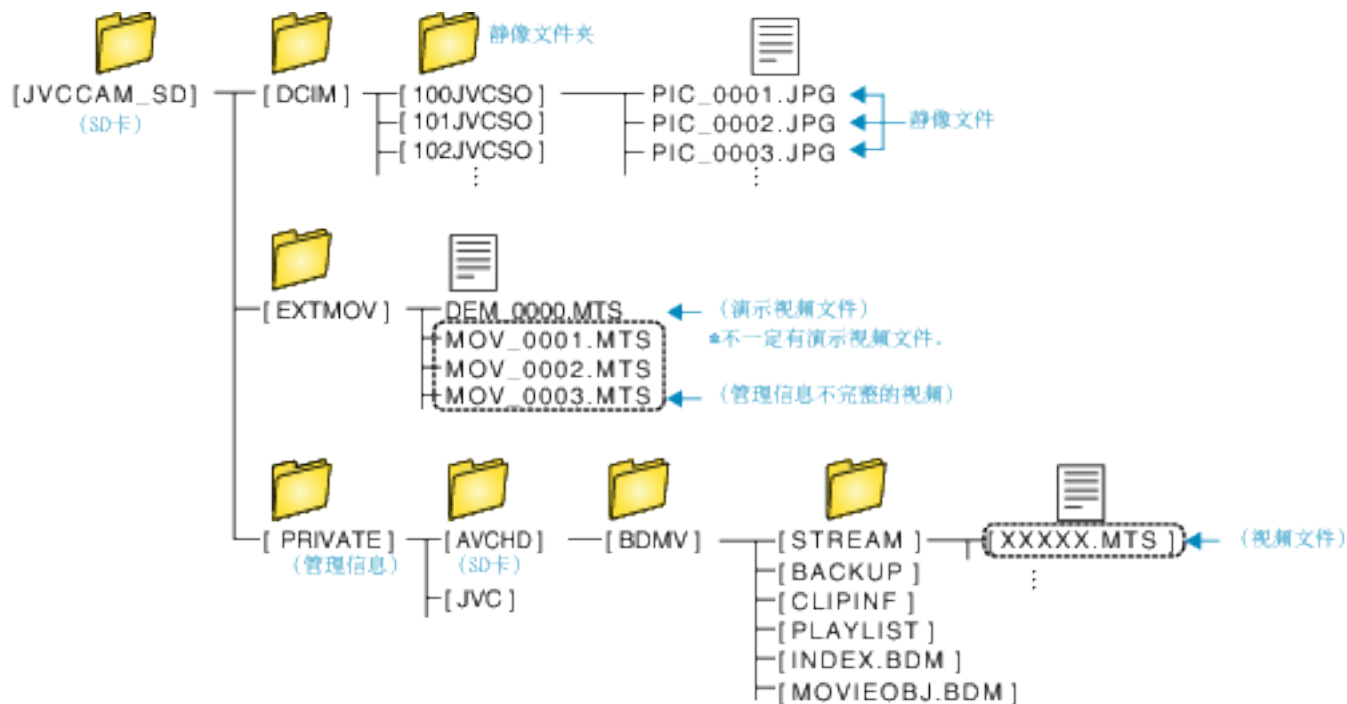 静像文件夹
[JVCCAM_SD] [DCIM] [100JVCSO] PIC_0001.JPG
(SD卡) [101JVCSO] PIC_0002.JPG 静像文件
[102JVCSO] PIC_0003.JPG
[EXTMOV] DEM_0000.MTS (演示视频文件)
MOV_0001.MTS *不一定有演示视频文件。
MOV_0002.MTS
MOV_0003.MTS (管理信息不完整的视频)
[PRIVATE] [AVCHD] [BDMV] [STREAM] [XXXXX.MTS] (视频文件)
(管理信息) (SD卡) [BACKUP]
[JVC] [CLIPINF]
[PLAYLIST]
[INDEX.BDM]
[MOVIEOBJ.BDM]